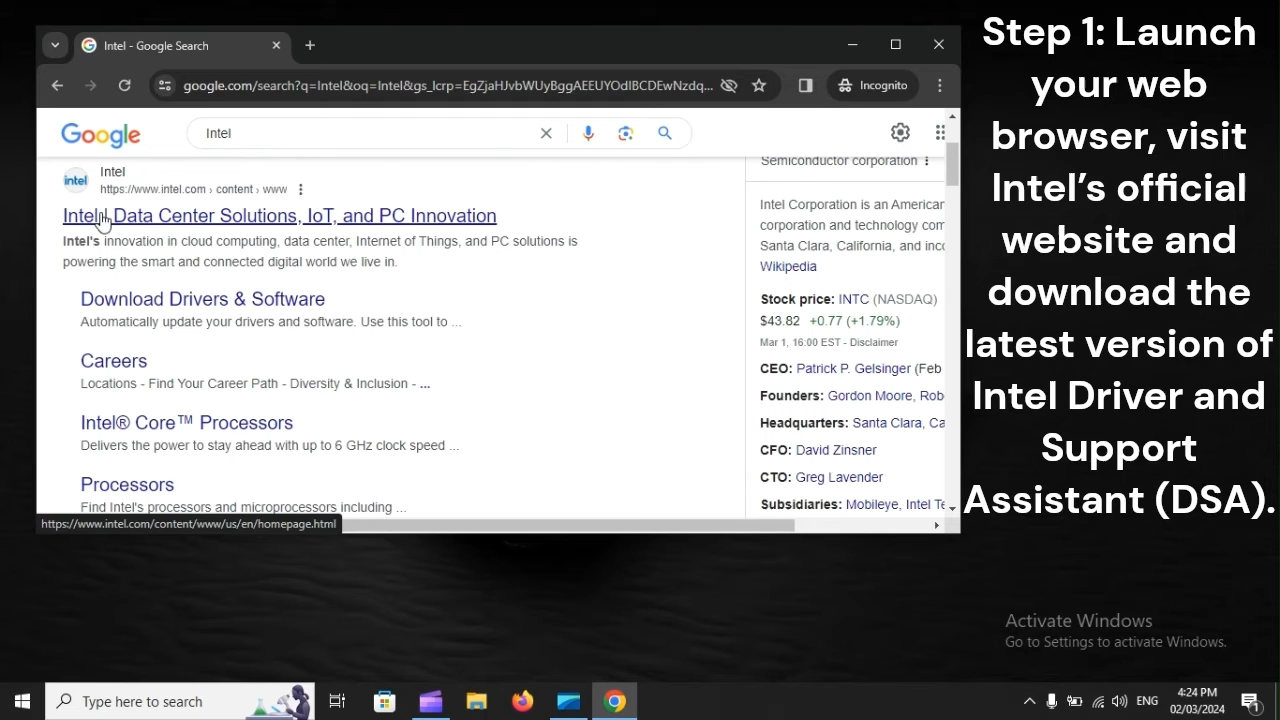 Intel - Google Search
google.com/search?q=Intel&oq=Intel&gs_lcrp=EgZjaHJvbWUyBggAEEUYOdIBCDEwNzdq...
Incognito
Google
Intel
Intel
https://www.intel.com › content › www
Intel | Data Center Solutions, IoT, and PC Innovation
Intel's innovation in cloud computing, data center, Internet of Things, and PC solutions is
powering the smart and connected digital world we live in.
Download Drivers & Software
Automatically update your drivers and software. Use this tool to ...
Careers
Locations - Find Your Career Path - Diversity & Inclusion - ...
Intel® Core™ Processors
Delivers the power to stay ahead with up to 6 GHz clock speed ...
Processors
Find Intel's processors and microprocessors including ...
https://www.intel.com/content/www/us/en/homepage.html
Semiconductor corporation
Intel Corporation is an American
corporation and technology com
Santa Clara, California, and inc
Wikipedia
Stock price: INTC (NASDAQ)
$43.82 +0.77 (+1.79%)
Mar 1, 16:00 EST - Disclaimer
CEO: Patrick P. Gelsinger (Feb
Founders: Gordon Moore, Rob
Headquarters: Santa Clara, Ca
CFO: David Zinsner
CTO: Greg Lavender
Subsidiaries: Mobileye, Intel Te
Step 1: Launch
your web
browser, visit
Intel's official
website and
download the
latest version of
Intel Driver and
Support
Assistant (DSA).
Activate Windows
Go to Settings to activate Windows.
Type here to search
ENG
4:24 PM
02/03/2024
1